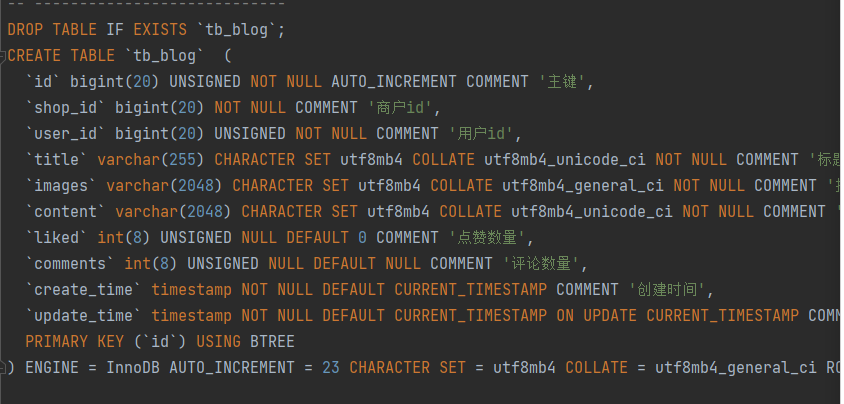 -- ----------------------------
DROP TABLE IF EXISTS `tb_blog`;
CREATE TABLE `tb_blog`  (
  `id` bigint(20) UNSIGNED NOT NULL AUTO_INCREMENT COMMENT '主键',
  `shop_id` bigint(20) NOT NULL COMMENT '商户id',
  `user_id` bigint(20) UNSIGNED NOT NULL COMMENT '用户id',
  `title` varchar(255) CHARACTER SET utf8mb4 COLLATE utf8mb4_unicode_ci NOT NULL COMMENT '标题
  `images` varchar(2048) CHARACTER SET utf8mb4 COLLATE utf8mb4_general_ci NOT NULL COMMENT '
  `content` varchar(2048) CHARACTER SET utf8mb4 COLLATE utf8mb4_unicode_ci NOT NULL COMMENT '
  `liked` int(8) UNSIGNED NULL DEFAULT 0 COMMENT '点赞数量',
  `comments` int(8) UNSIGNED NULL DEFAULT NULL COMMENT '评论数量',
  `create_time` timestamp NOT NULL DEFAULT CURRENT_TIMESTAMP COMMENT '创建时间',
  `update_time` timestamp NOT NULL DEFAULT CURRENT_TIMESTAMP ON UPDATE CURRENT_TIMESTAMP COMM
  PRIMARY KEY (`id`) USING BTREE
) ENGINE = InnoDB AUTO_INCREMENT = 23 CHARACTER SET = utf8mb4 COLLATE = utf8mb4_general_ci RO